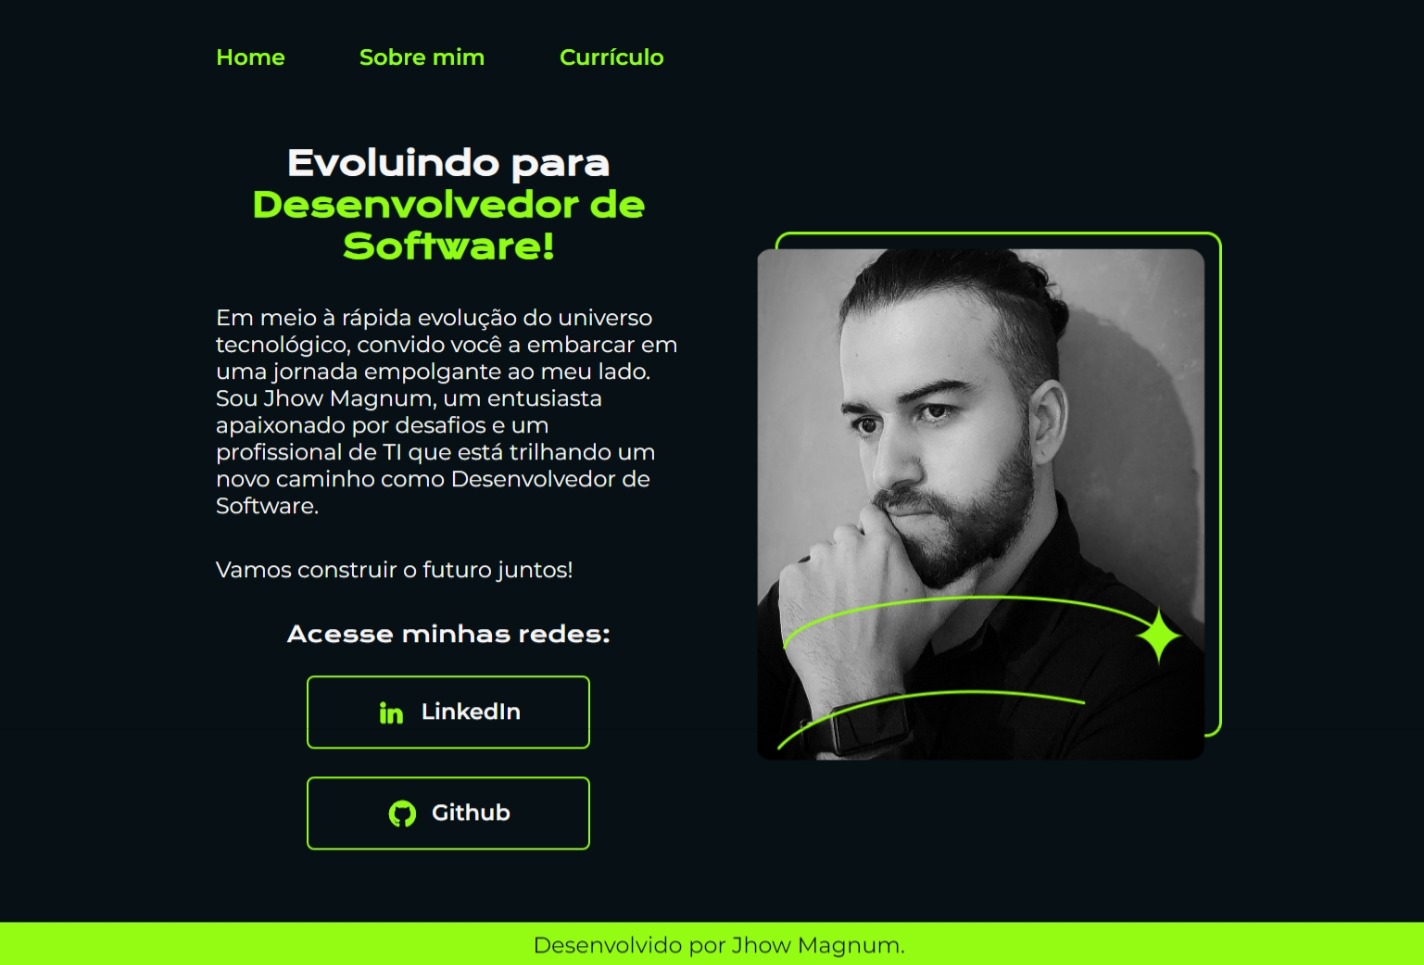 Home Sobre mim Currículo
Evoluindo para
Desenvolvedor de
Software!
Em meio à rápida evolução do universo
tecnológico, convido você a embarcar em
uma jornada empolgante ao meu lado.
Sou Jhow Magnum, um entusiasta
apaixonado por desafios e um
profissional de TI que está trilhando um
novo caminho como Desenvolvedor de
Software.
Vamos construir o futuro juntos!
Acesse minhas redes:
in LinkedIn
Github
Desenvolvido por Jhow Magnum.